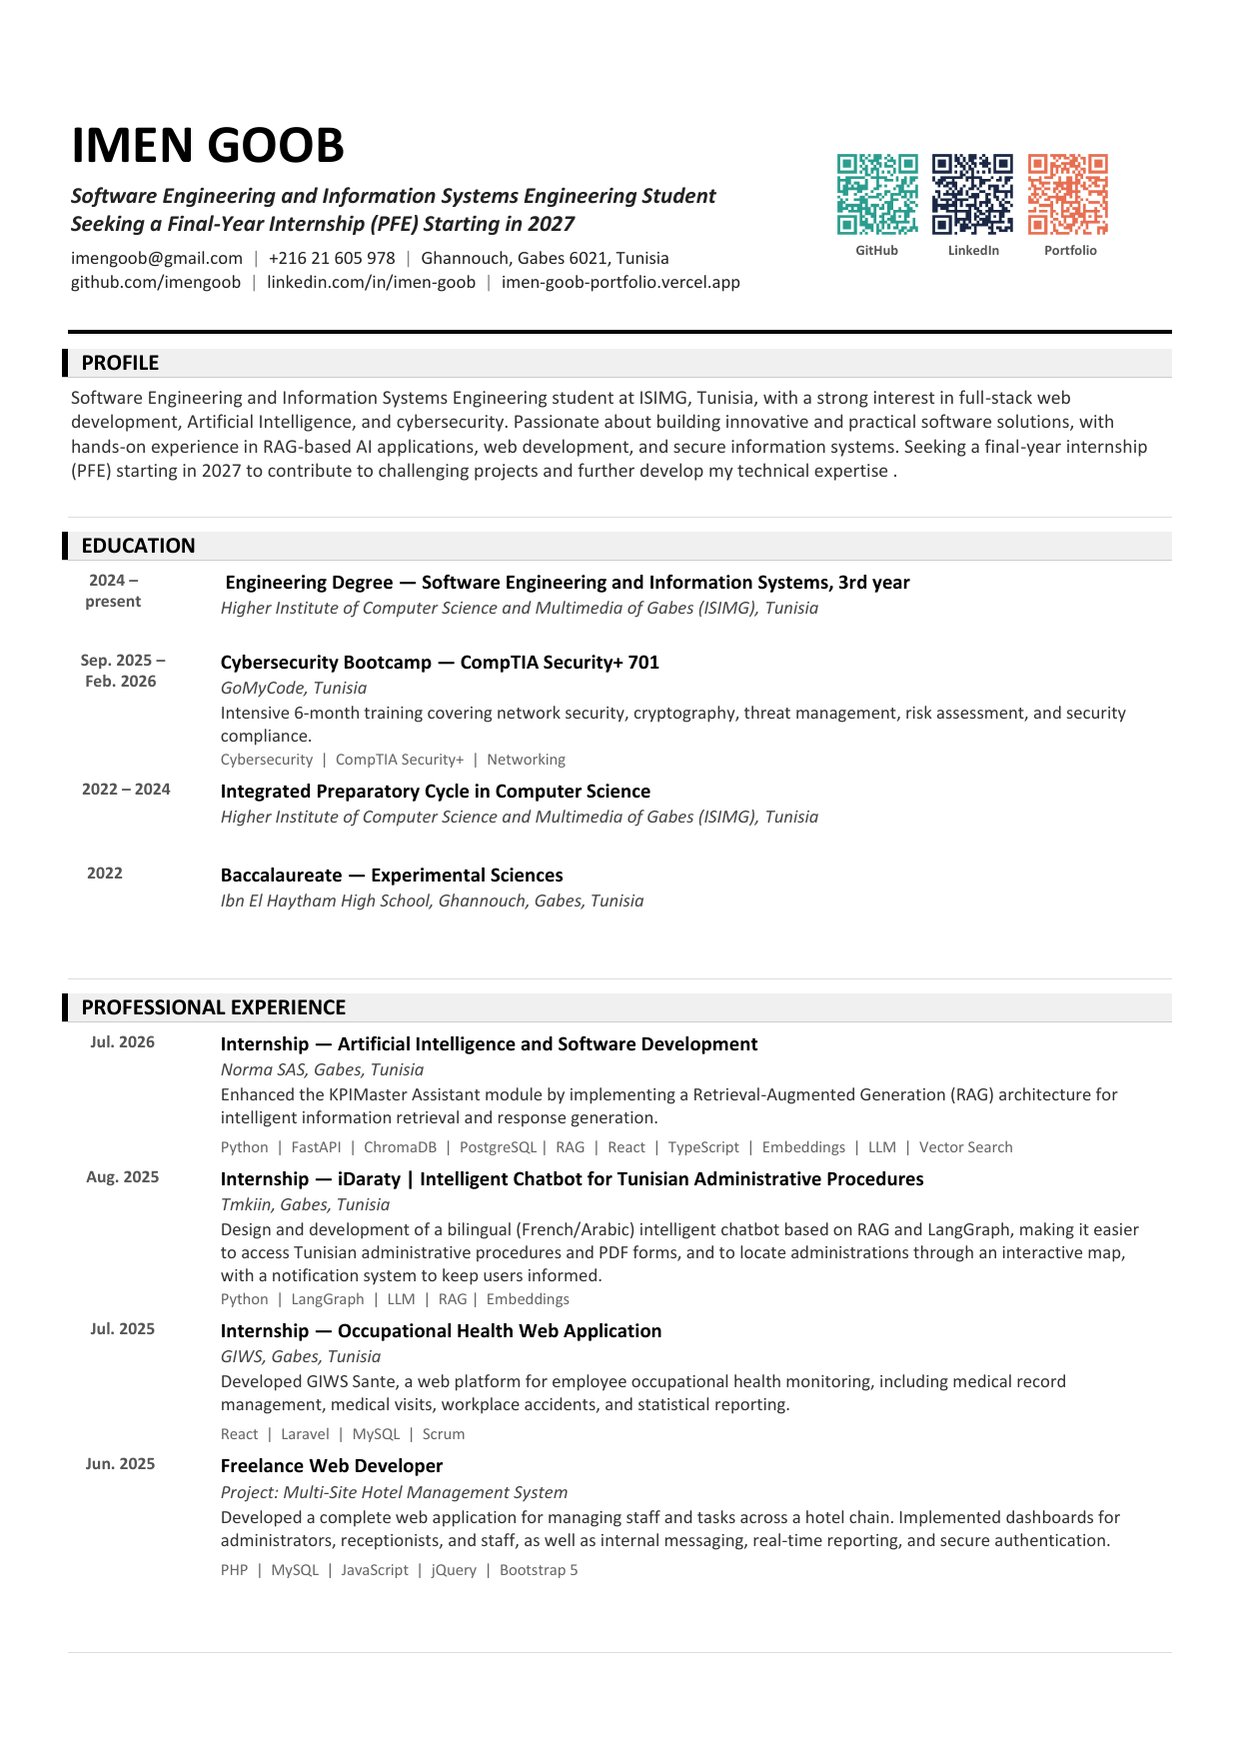 IMEN GOOB
Software Engineering and Information Systems Engineering Student
Seeking a Final-Year Internship (PFE) Starting in 2027
imengoob@gmail.com | +216 21 605 978 | Ghannouch, Gabes 6021, Tunisia
github.com/imengoob | linkedin.com/in/imen-goob | imen-goob-portfolio.vercel.app
GitHub LinkedIn Portfolio
PROFILE
Software Engineering and Information Systems Engineering student at ISIMG, Tunisia, with a strong interest in full-stack web
development, Artificial Intelligence, and cybersecurity. Passionate about building innovative and practical software solutions, with
hands-on experience in RAG-based AI applications, web development, and secure information systems. Seeking a final-year internship
(PFE) starting in 2027 to contribute to challenging projects and further develop my technical expertise .
EDUCATION
2024 –
present
Engineering Degree — Software Engineering and Information Systems, 3rd year
Higher Institute of Computer Science and Multimedia of Gabes (ISIMG), Tunisia
Sep. 2025 –
Feb. 2026
Cybersecurity Bootcamp — CompTIA Security+ 701
GoMyCode, Tunisia
Intensive 6-month training covering network security, cryptography, threat management, risk assessment, and security
compliance.
Cybersecurity | CompTIA Security+ | Networking
2022 – 2024
Integrated Preparatory Cycle in Computer Science
Higher Institute of Computer Science and Multimedia of Gabes (ISIMG), Tunisia
2022
Baccalaureate — Experimental Sciences
Ibn El Haytham High School, Ghannouch, Gabes, Tunisia
PROFESSIONAL EXPERIENCE
Jul. 2026
Internship — Artificial Intelligence and Software Development
Norma SAS, Gabes, Tunisia
Enhanced the KPIMaster Assistant module by implementing a Retrieval-Augmented Generation (RAG) architecture for
intelligent information retrieval and response generation.
Python | FastAPI | ChromaDB | PostgreSQL | RAG | React | TypeScript | Embeddings | LLM | Vector Search
Aug. 2025
Internship — iDaraty | Intelligent Chatbot for Tunisian Administrative Procedures
Tmkiin, Gabes, Tunisia
Design and development of a bilingual (French/Arabic) intelligent chatbot based on RAG and LangGraph, making it easier
to access Tunisian administrative procedures and PDF forms, and to locate administrations through an interactive map,
with a notification system to keep users informed.
Python | LangGraph | LLM | RAG | Embeddings
Jul. 2025
Internship — Occupational Health Web Application
GIWS, Gabes, Tunisia
Developed GIWS Sante, a web platform for employee occupational health monitoring, including medical record
management, medical visits, workplace accidents, and statistical reporting.
React | Laravel | MySQL | Scrum
Jun. 2025
Freelance Web Developer
Project: Multi-Site Hotel Management System
Developed a complete web application for managing staff and tasks across a hotel chain. Implemented dashboards for
administrators, receptionists, and staff, as well as internal messaging, real-time reporting, and secure authentication.
PHP | MySQL | JavaScript | jQuery | Bootstrap 5